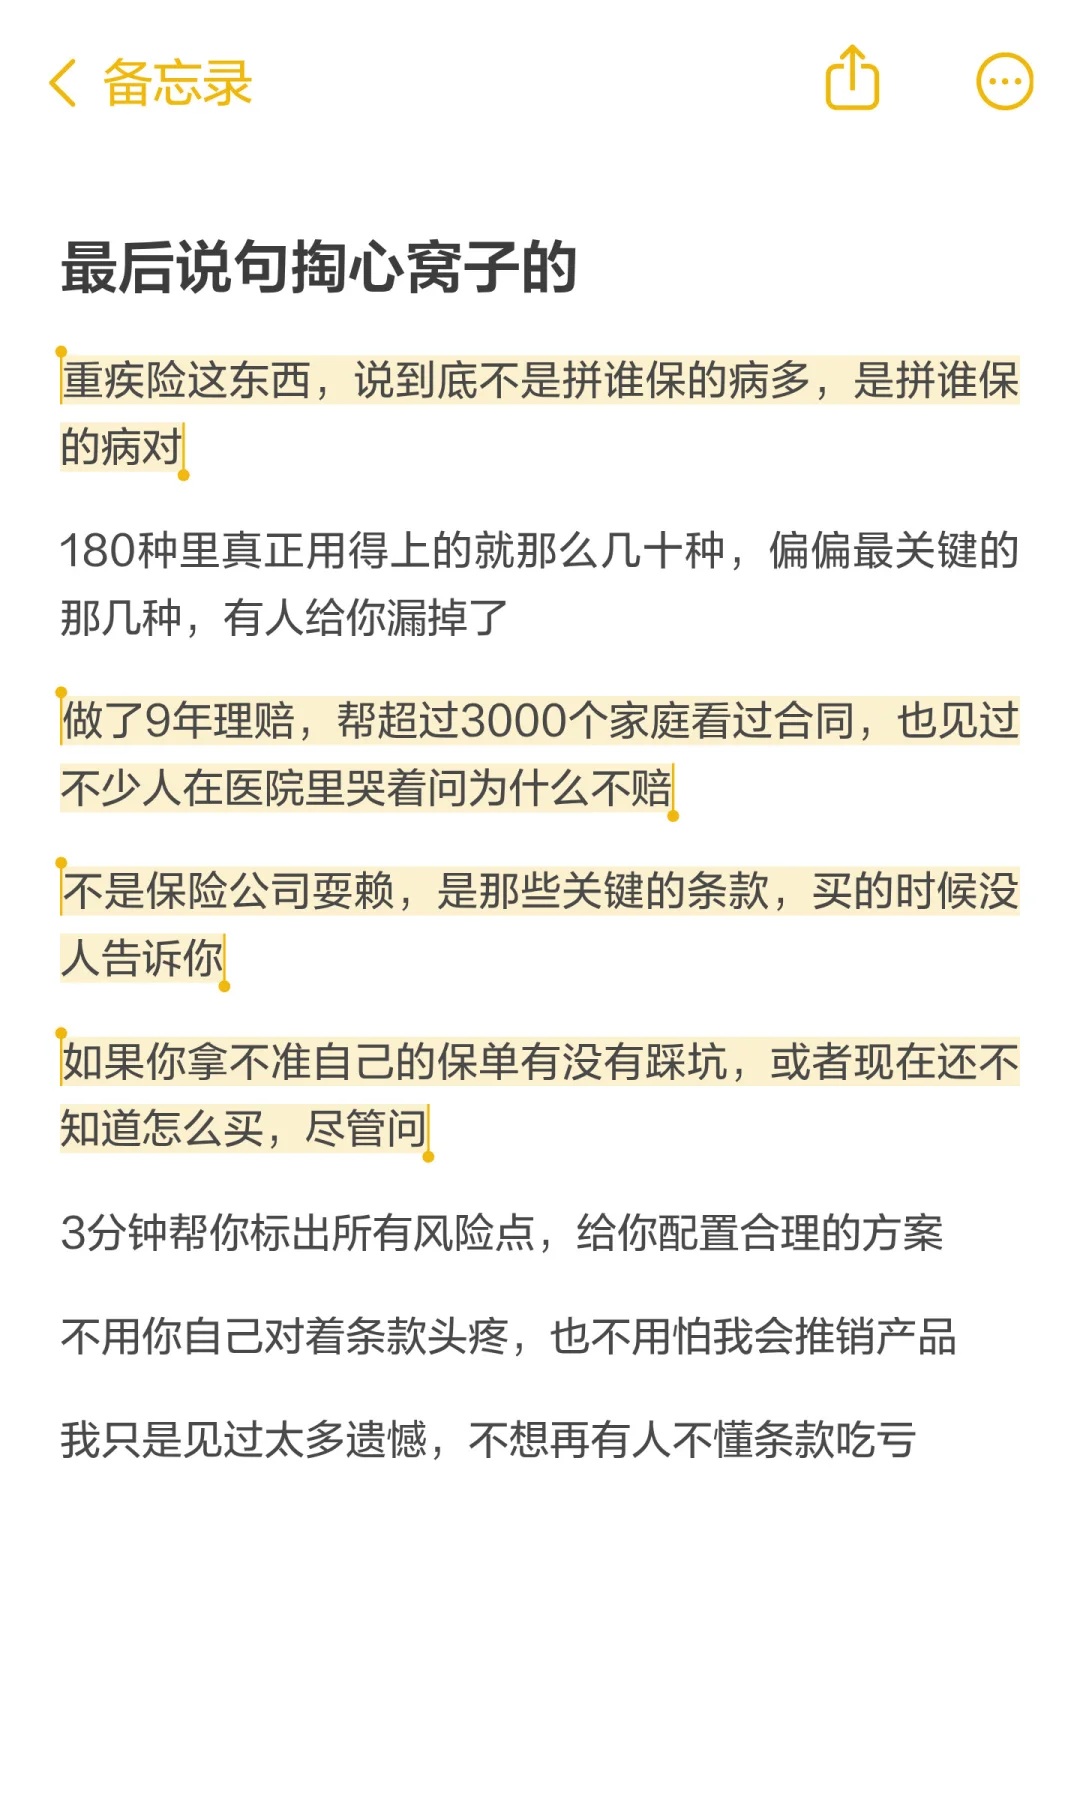 备忘录
最后说句掏心窝子的
重疾险这东西，说到底不是拼谁保的病多，是拼谁保
的病对
180种里真正用得上的就那么几十种，偏偏最关键的
那几种，有人给你漏掉了
做了9年理赔，帮超过3000个家庭看过合同，也见过
不少人在医院里哭着问为什么不赔
不是保险公司耍赖，是那些关键的条款，买的时候没
人告诉你
如果你拿不准自己的保单有没有踩坑，或者现在还不
知道怎么买，尽管问
3分钟帮你标出所有风险点，给你配置合理的方案
不用你自己对着条款头疼，也不用怕我会推销产品
我只是见过太多遗憾，不想再有人不懂条款吃亏